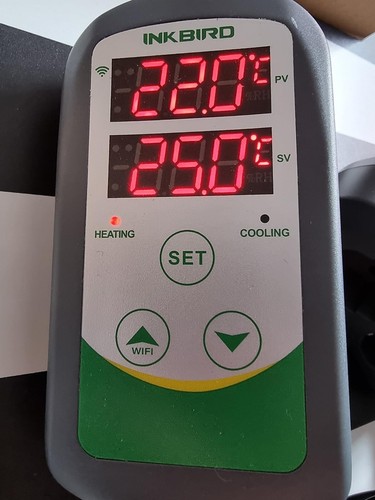 INKBIRD
22.0℃ PV
25.0℃ SV
HEATING COOLING
SET
WIFI